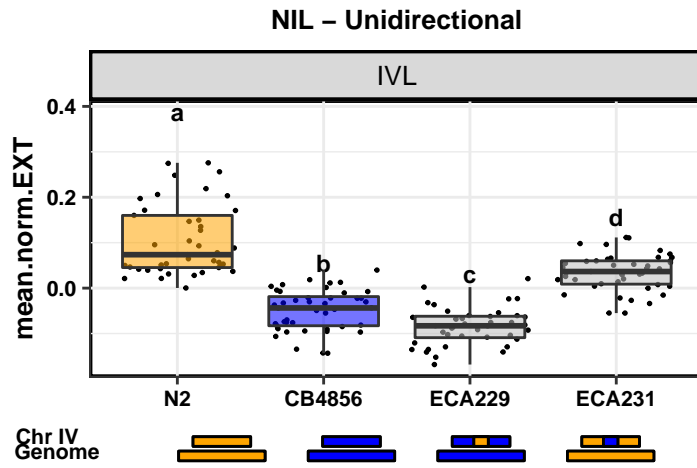 NIL – Unidirectional
IVL
mean.norm.EXT
0.4
0.2
0.0
a
b
c
d
N2 CB4856 ECA229 ECA231
Chr IV
Genome